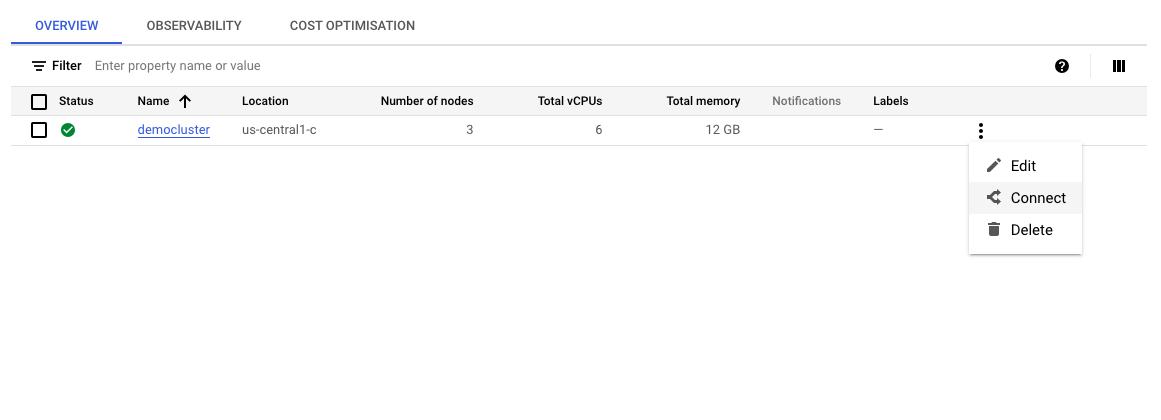 OVERVIEW OBSERVABILITY COST OPTIMISATION
Filter Enter property name or value
Status Name Location Number of nodes Total vCPUs Total memory Notifications Labels
democluster us-central1-c 3 6 12 GB —
Edit
Connect
Delete